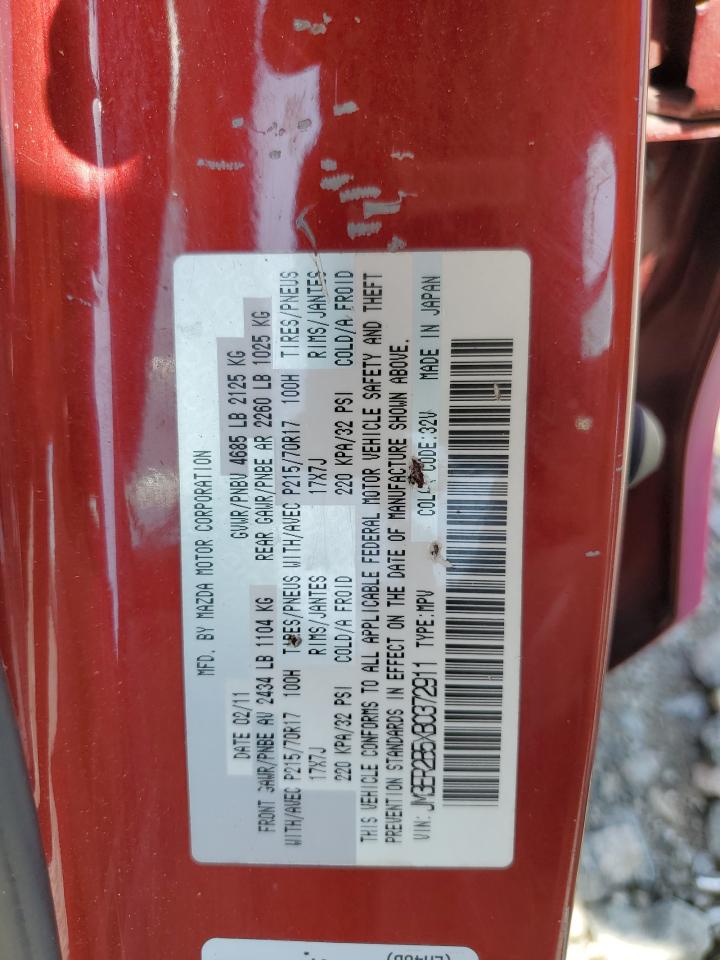 MFD. BY MAZDA MOTOR CORPORATION
DATE 02/11 GVWR/PNBV 4685 LB 2125 KG
FRONT GAWR/PNBE AV 2434 LB 1104 KG REAR GAWR/PNBE AR 2260 LB 1025 KG
WITH/AVEC P215/70R17 100H TIRES/PNEUS WITH/AVEC P215/70R17 100H TIRES/PNEUS
17X7J RIMS/JANTES 17X7J RIMS/JANTES
220 KPA/32 PSI COLD/A FROID 220 KPA/32 PSI COLD/A FROID
THIS VEHICLE CONFORMS TO ALL APPLICABLE FEDERAL MOTOR VEHICLE SAFETY AND THEFT
PREVENTION STANDARDS IN EFFECT ON THE DATE OF MANUFACTURE SHOWN ABOVE.
VIN: JM3ER2B5XB0372911 TYPE:MPV CODE:32V MADE IN JAPAN